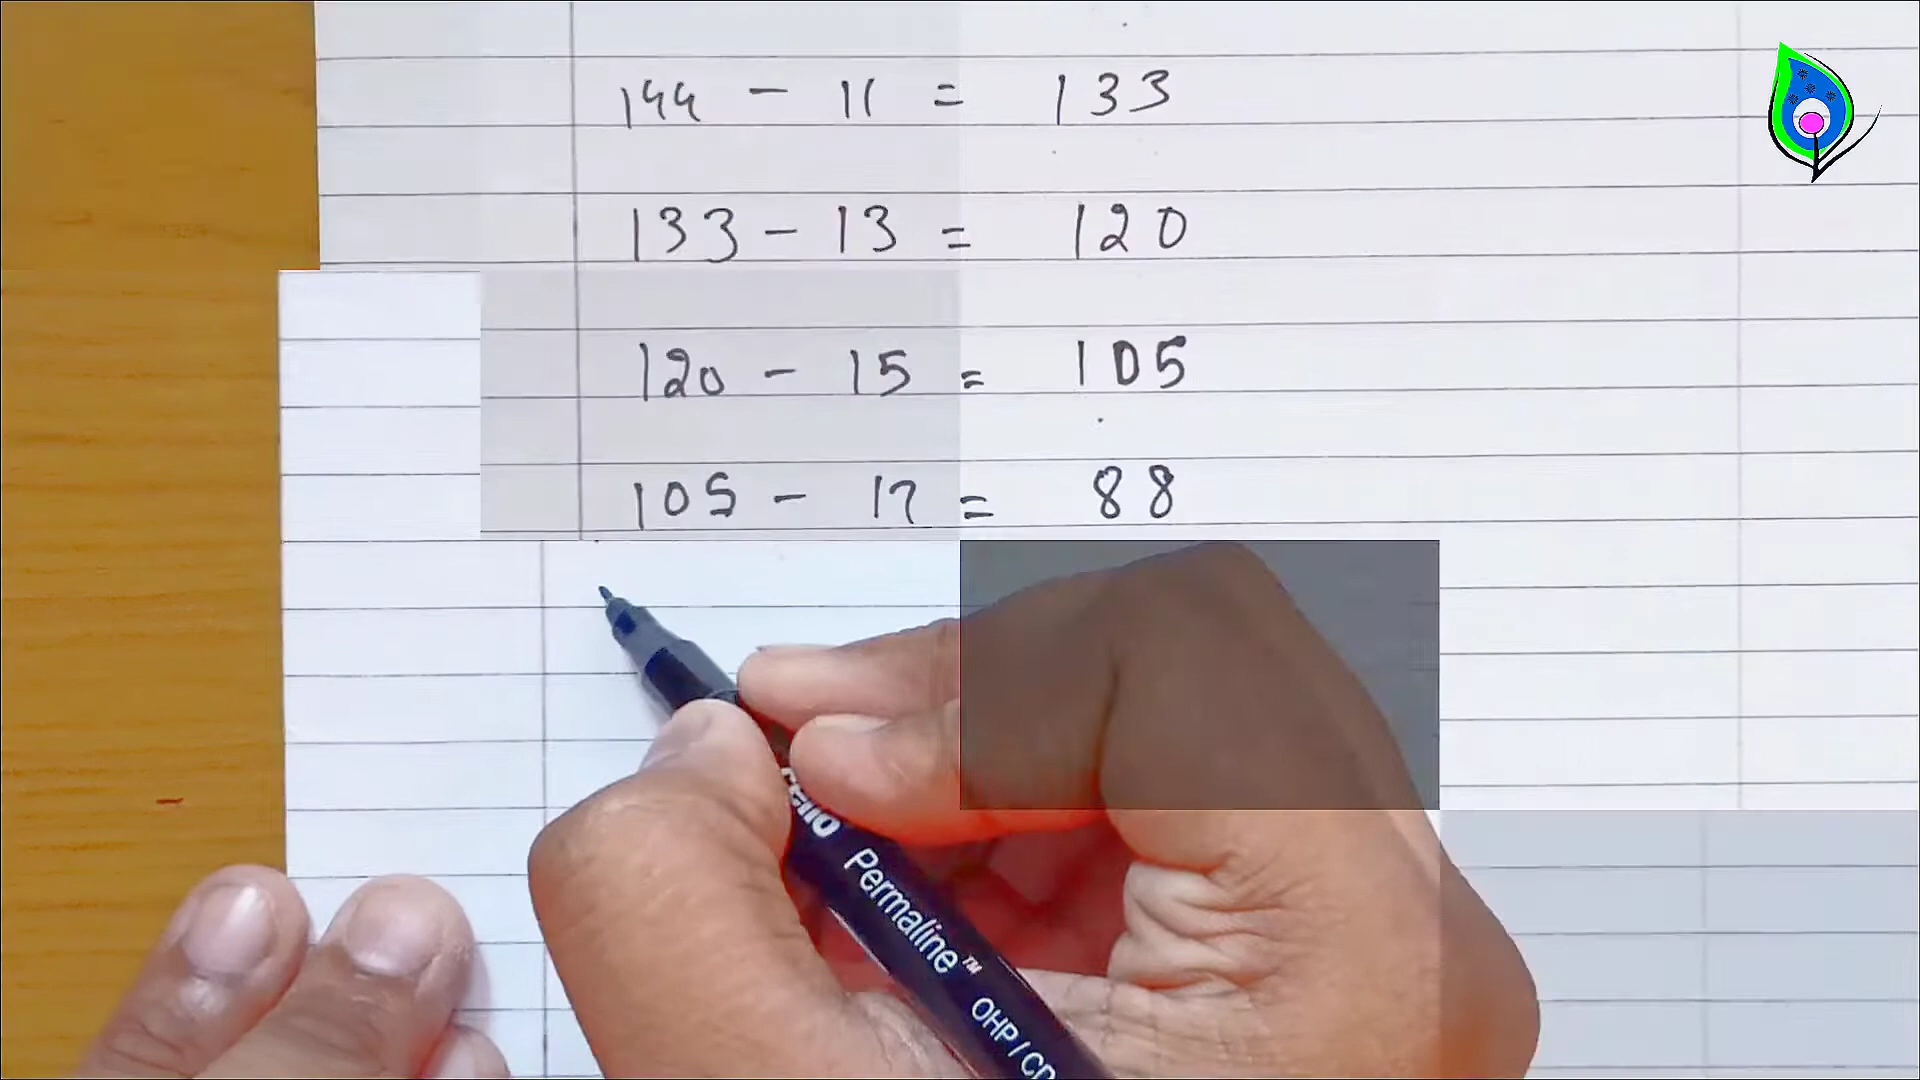 144 - 11 = 133
133 - 13 = 120
120 - 15 = 105
105 - 17 = 88
cello Permaline™ OHP / CD